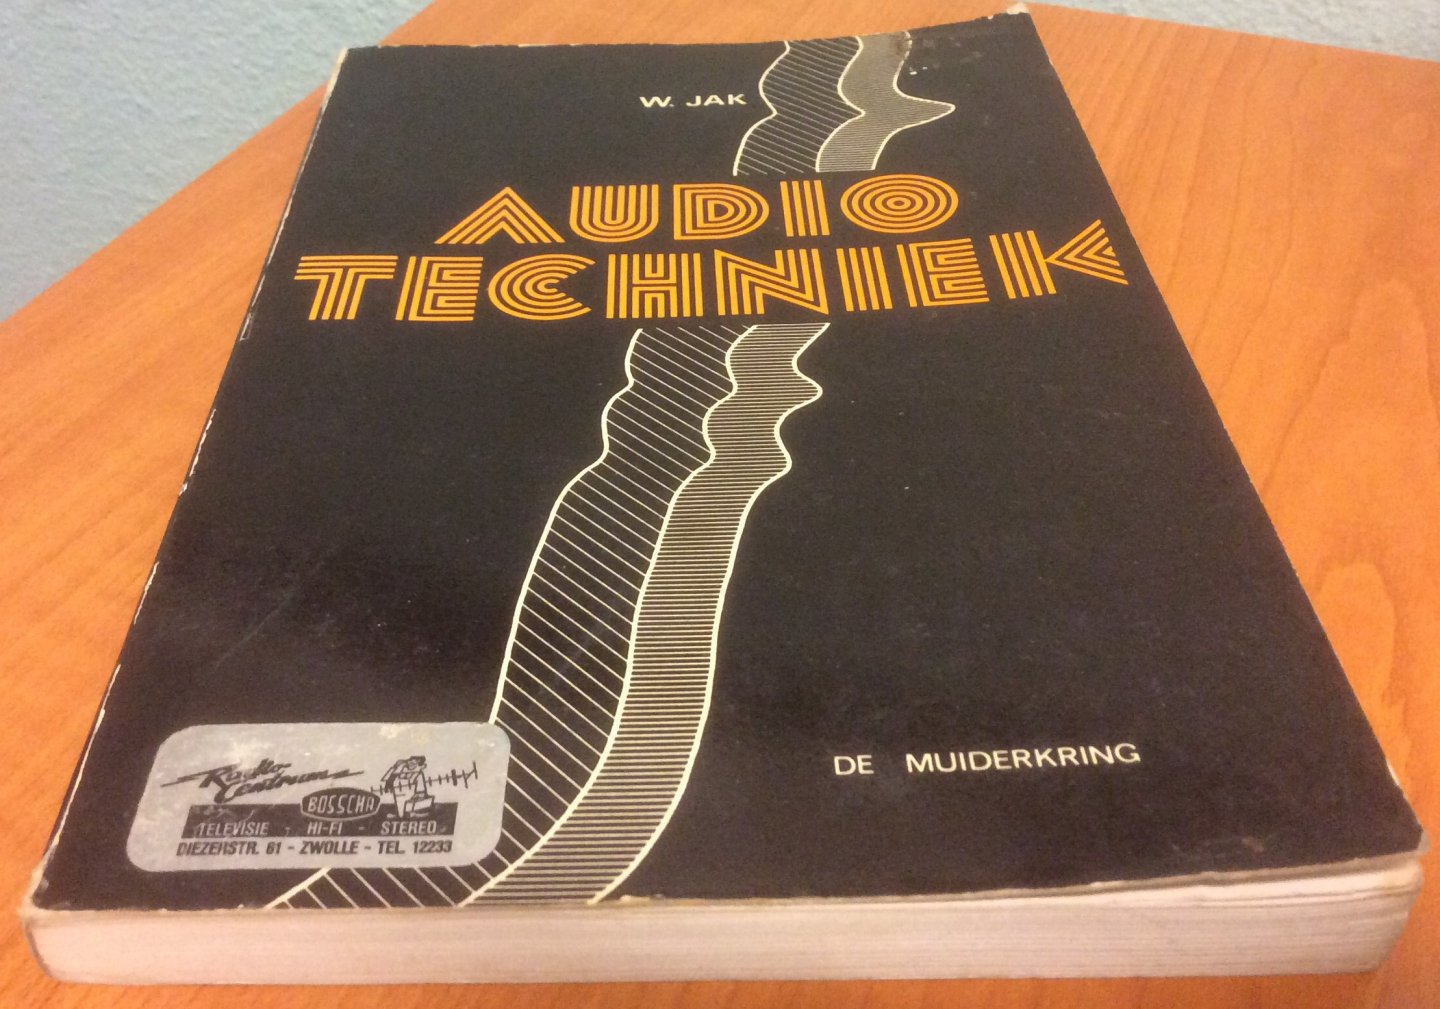 W. JAK
AUDIO
TECHNIEK
DE MUIDERKRING
Radio-
Centrum
BOSSCHA
TELEVISIE - HI-FI - STEREO
DIEZERSTR. 61 - ZWOLLE - TEL. 12233